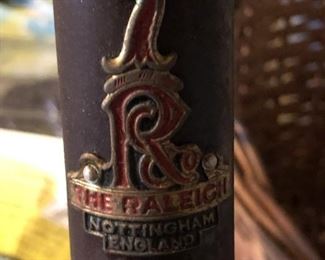 R
THE RALEIGH
NOTTINGHAM
ENGLAND